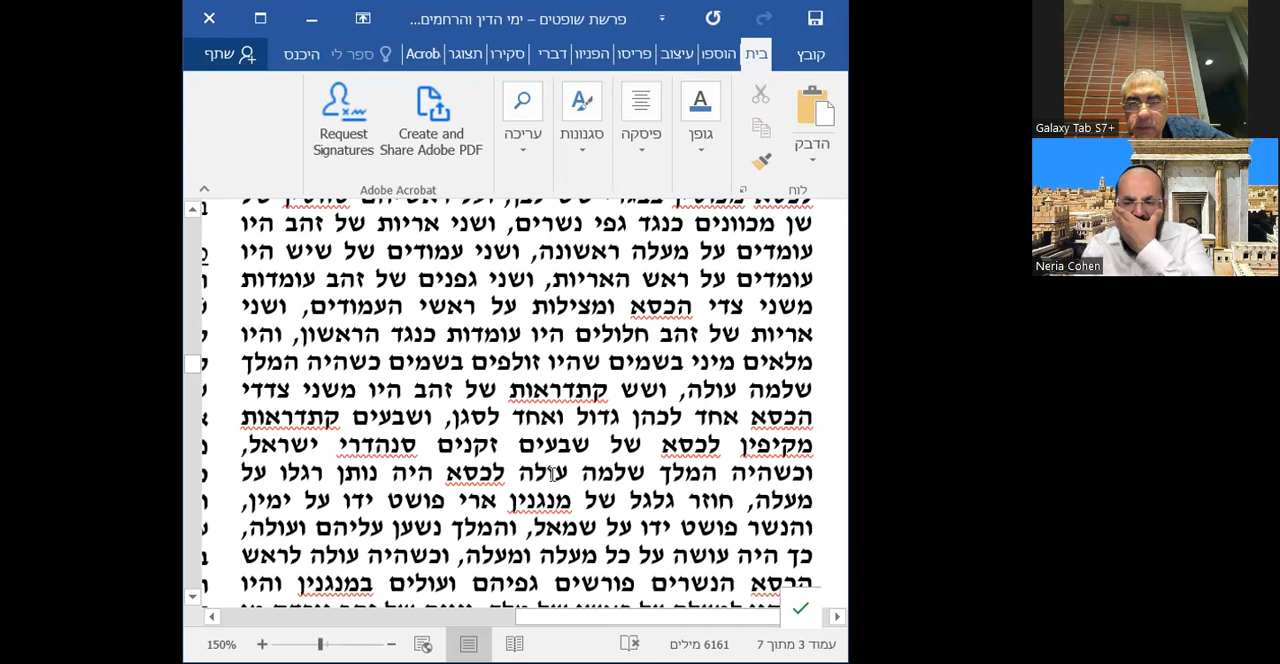 פרשת שופטים – ימי הדין והרחמים...
קובץ
בית
הוספו
עיצוב
פריסו
הפניוו
דברי
סקירו
תצוגר
Acrob
ספר לי
היכנס
שתף
הדבק
גופן
פיסקה
סגנונות
עריכה
Create and
Share Adobe PDF
Request
Signatures
לוח
Adobe Acrobat
שן מכוונים כנגד גפי נשרים, ושני אריות של זהב היו
עומדים על מעלה ראשונה, ושני עמודים של שיש היו
עומדים על ראש האריות, ושני גפנים של זהב עומדות
משני צדי הכסא ומצילות על ראשי העמודים, ושני
אריות של זהב חלולים היו עומדות כנגד הראשון, והיו
מלאים מיני בשמים שהיו זולפים בשמים כשהיה המלך
שלמה עולה, ושש קתדראות של זהב היו משני צדדי
הכסא אחד לכהן גדול ואחד לסגן, ושבעים קתדראות
מקיפין לכסא של שבעים זקנים סנהדרי ישראל,
וכשהיה המלך שלמה עולה לכסא היה נותן רגלו על
מעלה, חוזר גלגל של מנגנין ארי פושט ידו על ימין,
והנשר פושט ידו על שמאל, והמלך נשען עליהם ועולה,
כך היה עושה על כל מעלה ומעלה, וכשהיה עולה לראש
הכסא הנשרים פורשים גפיהם ועולים במנגנין והיו
עמוד 3 מתוך 7
6161 מילים
150%
Galaxy Tab S7+
Neria Cohen